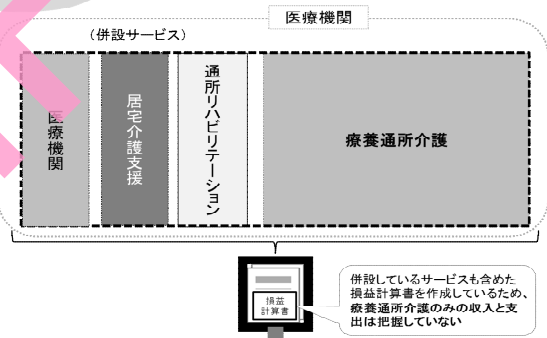 医療機関
(併設サービス)
医療機関
居宅介護支援
通所リハビリテーション
療養通所介護
損益
計算書
併設しているサービスも含めた
損益計算書を作成しているため、
療養通所介護のみの収入と支
出は把握していない